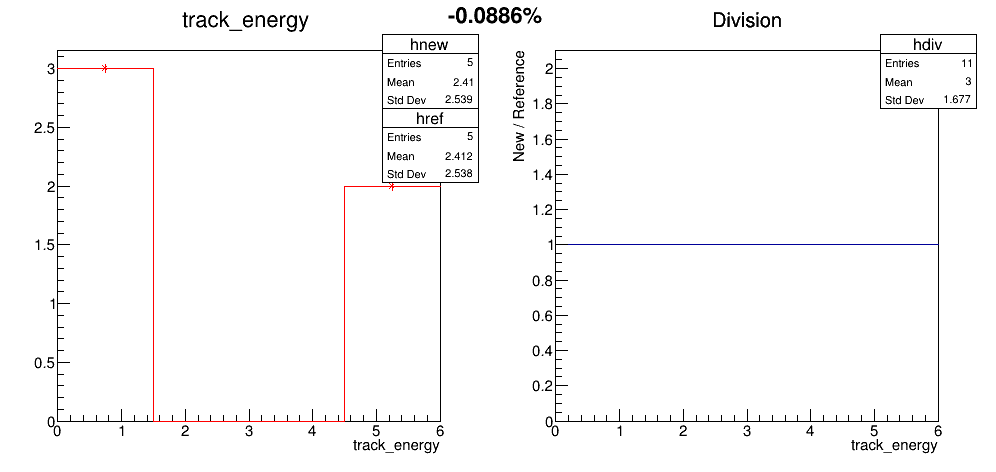 -0.0886%
track_energy
hnew
Entries 5
Mean 2.41
Std Dev 2.539
href
Entries 5
Mean 2.412
Std Dev 2.538
3
2.5
2
1.5
1
0.5
0
0 1 2 3 4 5 6
track_energy
Division
hdiv
Entries 11
Mean 3
Std Dev 1.677
New / Reference
2
1.8
1.6
1.4
1.2
1
0.8
0.6
0.4
0.2
0
0 1 2 3 4 5 6
track_energy